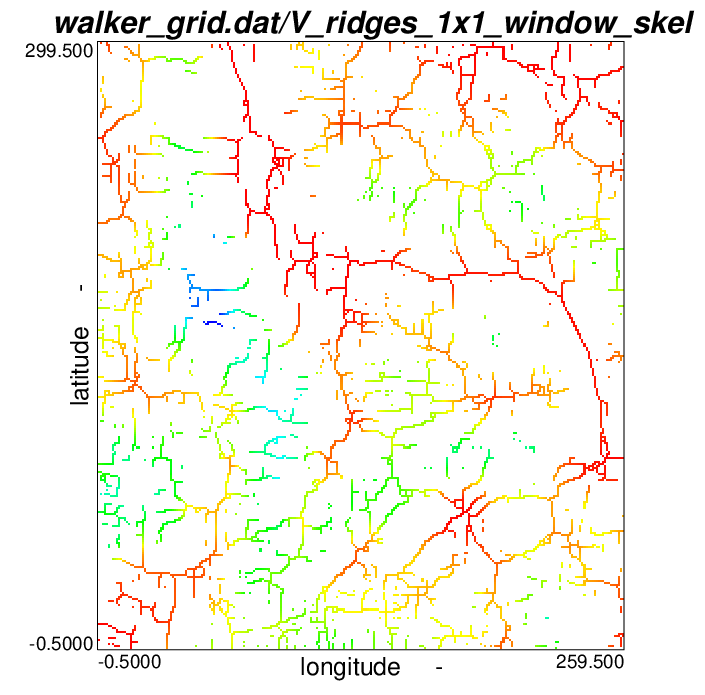 walker_grid.dat/V_ridges_1x1_window_skel
299.500
latitude -
-0.5000
-0.5000 longitude - 259.500